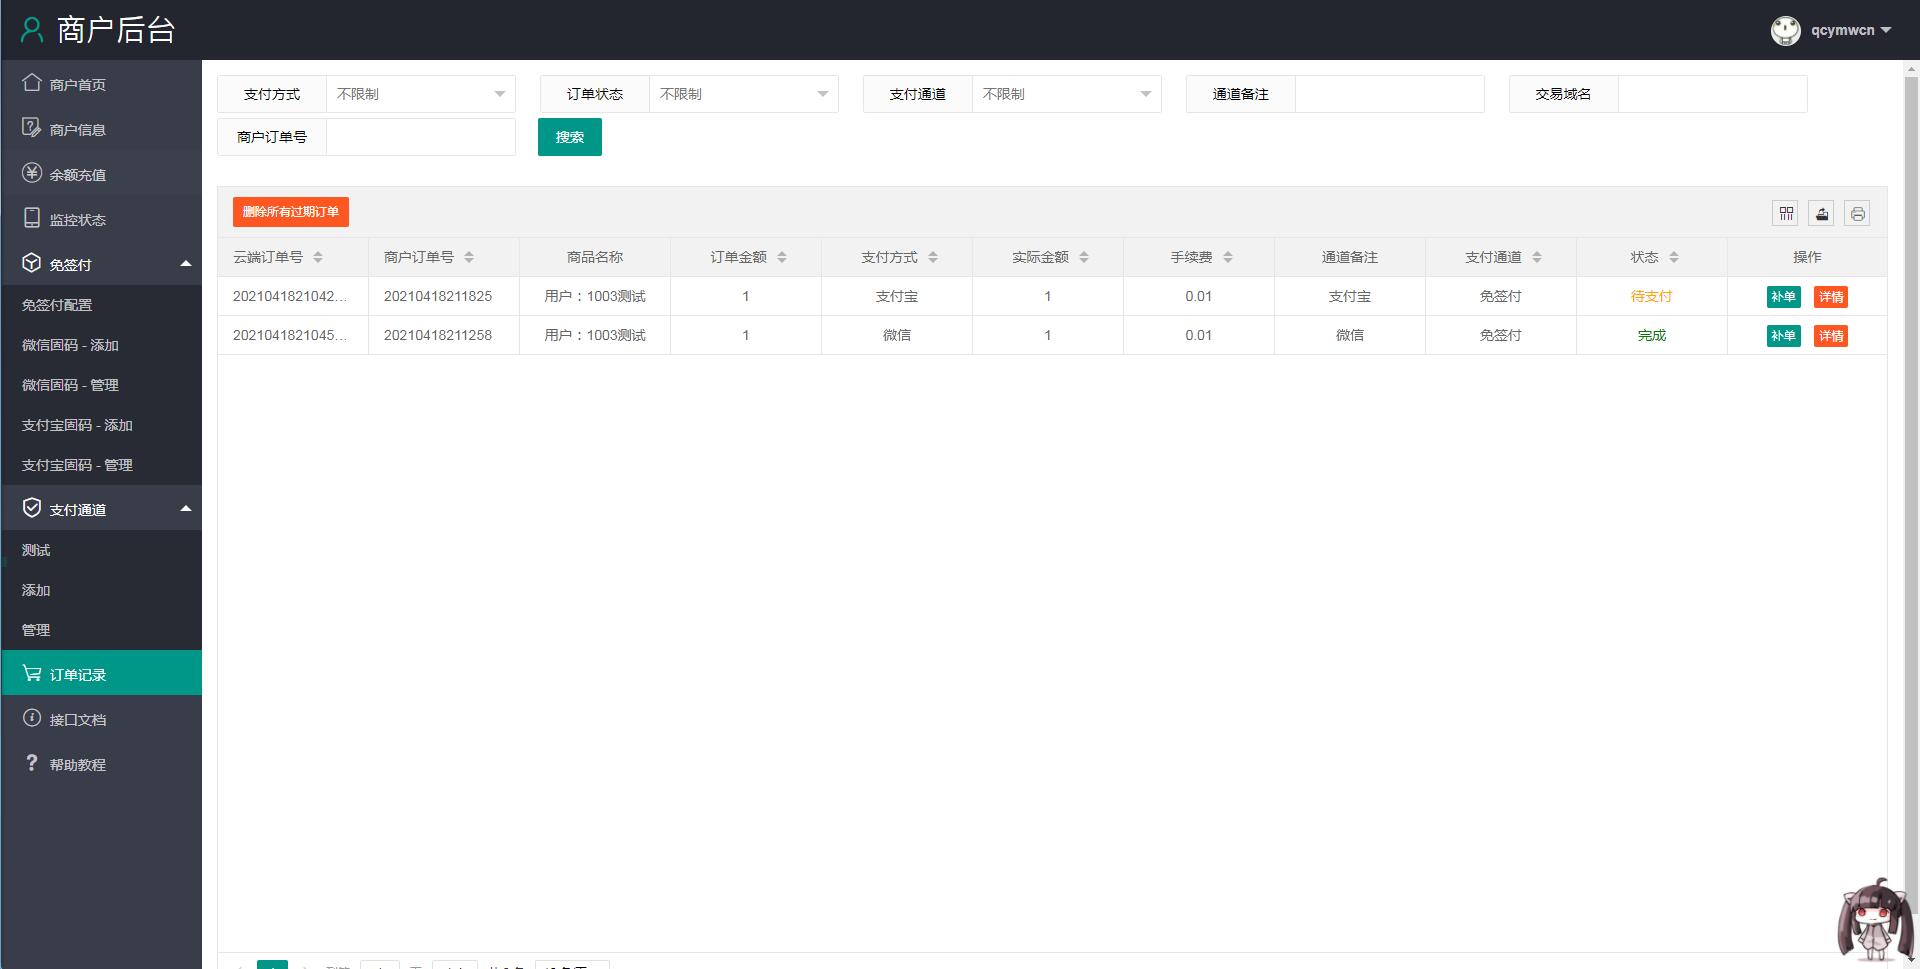 商户后台
qcymwcn
商户首页
商户信息
余额充值
监控状态
免签付
免签付配置
微信固码 - 添加
微信固码 - 管理
支付宝固码 - 添加
支付宝固码 - 管理
支付通道
测试
添加
管理
订单记录
接口文档
帮助教程
支付方式 不限制 订单状态 不限制 支付通道 不限制 通道备注 交易域名
商户订单号 搜索
删除所有过期订单
云端订单号 商户订单号 商品名称 订单金额 支付方式 实际金额 手续费 通道备注 支付通道 状态 操作
2021041821042... 20210418211825 用户：1003测试 1 支付宝 1 0.01 支付宝 免签付 待支付 补单 详情
2021041821045... 20210418211258 用户：1003测试 1 微信 1 0.01 微信 免签付 完成 补单 详情